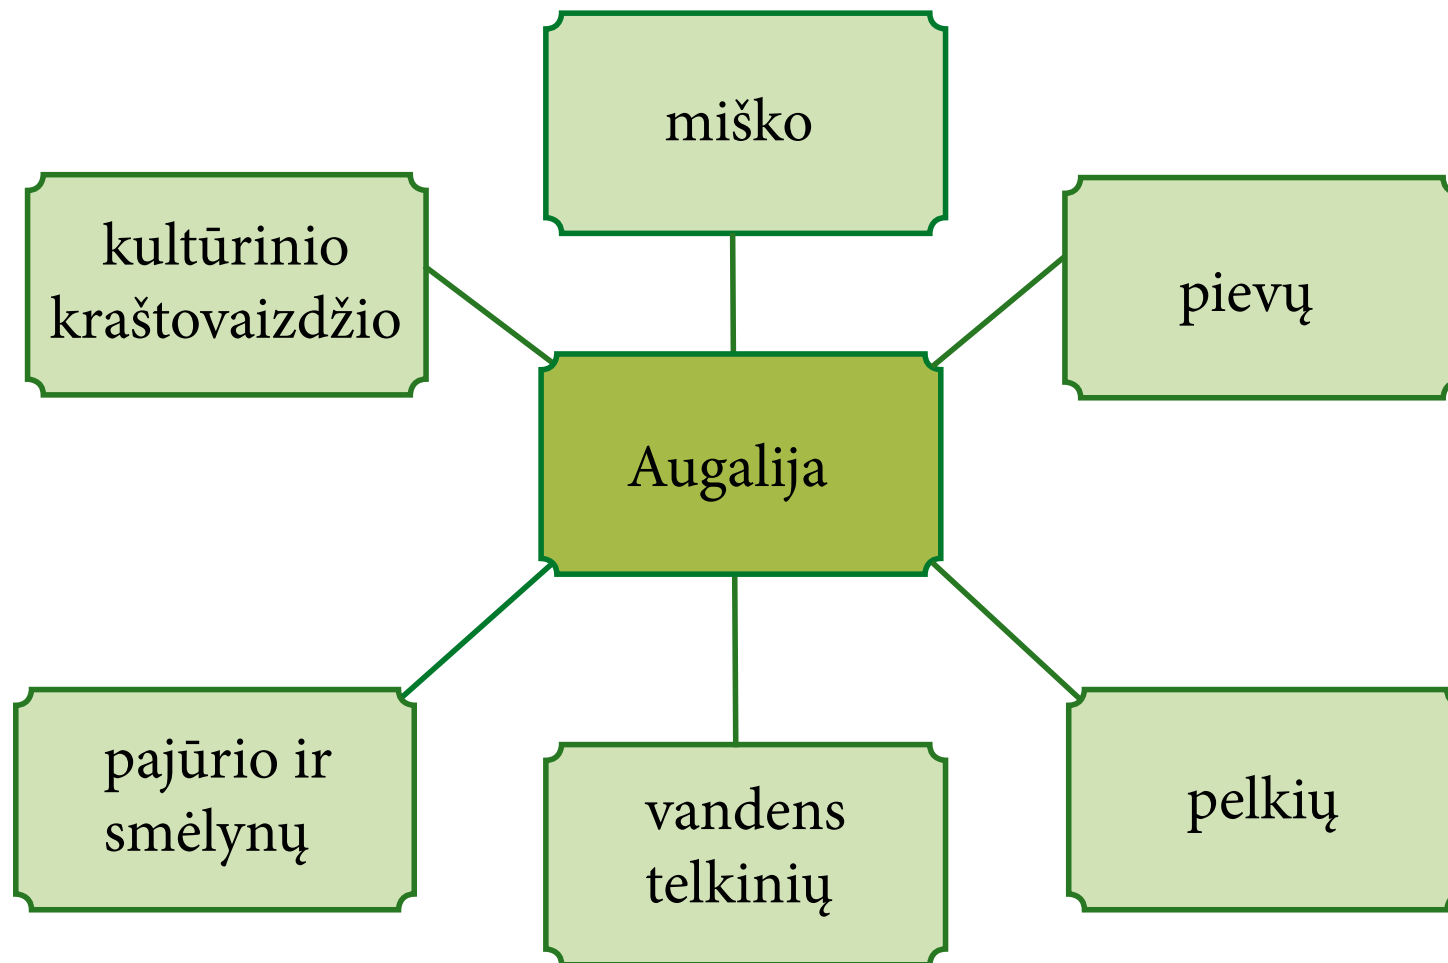 miško
kultūrinio
kraštovaizdžio
pievų
Augalija
pajūrio ir
smėlynų
vandens
telkinių
pelkių